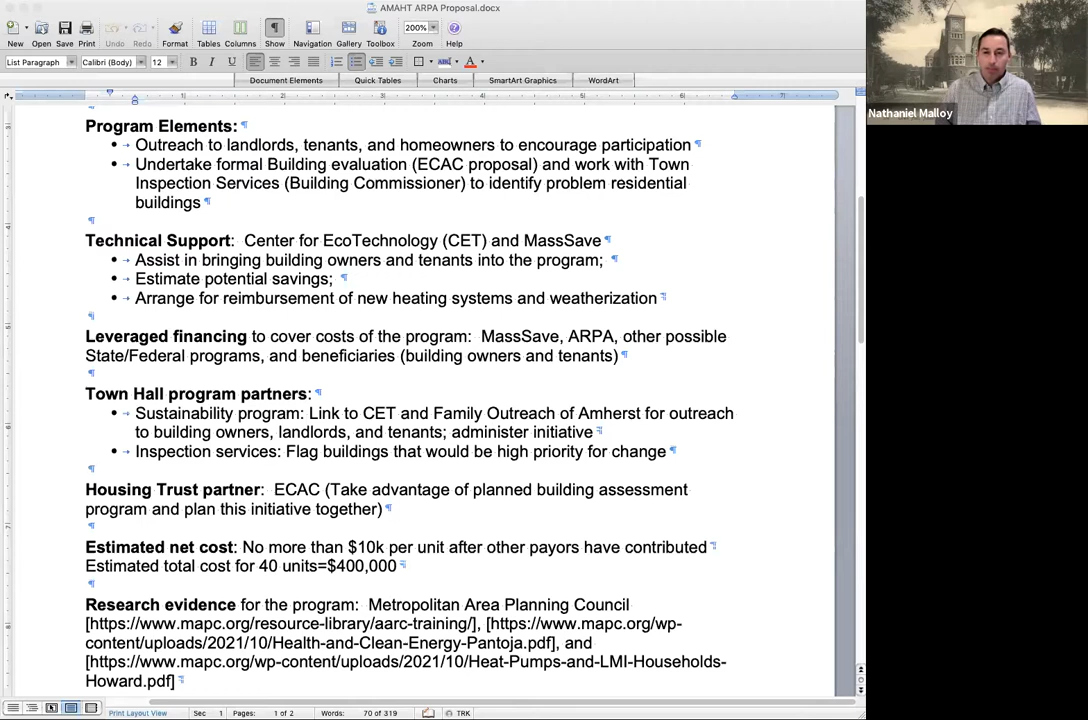 AMAHT ARPA Proposal.docx
200%
New Open Save Print Undo Redo Format Tables Columns Show Navigation Gallery Toolbox Zoom Help
List Paragraph Calibri (Body) 12 B I U
Document Elements Quick Tables Charts SmartArt Graphics WordArt
Nathaniel Malloy
Program Elements:
• Outreach to landlords, tenants, and homeowners to encourage participation
• Undertake formal Building evaluation (ECAC proposal) and work with Town
Inspection Services (Building Commissioner) to identify problem residential
buildings
Technical Support: Center for EcoTechnology (CET) and MassSave
• Assist in bringing building owners and tenants into the program;
• Estimate potential savings;
• Arrange for reimbursement of new heating systems and weatherization
Leveraged financing to cover costs of the program: MassSave, ARPA, other possible
State/Federal programs, and beneficiaries (building owners and tenants)
Town Hall program partners:
• Sustainability program: Link to CET and Family Outreach of Amherst for outreach
to building owners, landlords, and tenants; administer initiative
• Inspection services: Flag buildings that would be high priority for change
Housing Trust partner: ECAC (Take advantage of planned building assessment
program and plan this initiative together)
Estimated net cost: No more than $10k per unit after other payors have contributed
Estimated total cost for 40 units=$400,000
Research evidence for the program: Metropolitan Area Planning Council
[https://www.mapc.org/resource-library/aarc-training/], [https://www.mapc.org/wp-
content/uploads/2021/10/Health-and-Clean-Energy-Pantoja.pdf], and
[https://www.mapc.org/wp-content/uploads/2021/10/Heat-Pumps-and-LMI-Households-
Howard.pdf]
Print Layout View Sec 1 Pages: 1 of 2 Words: 70 of 319 TRK